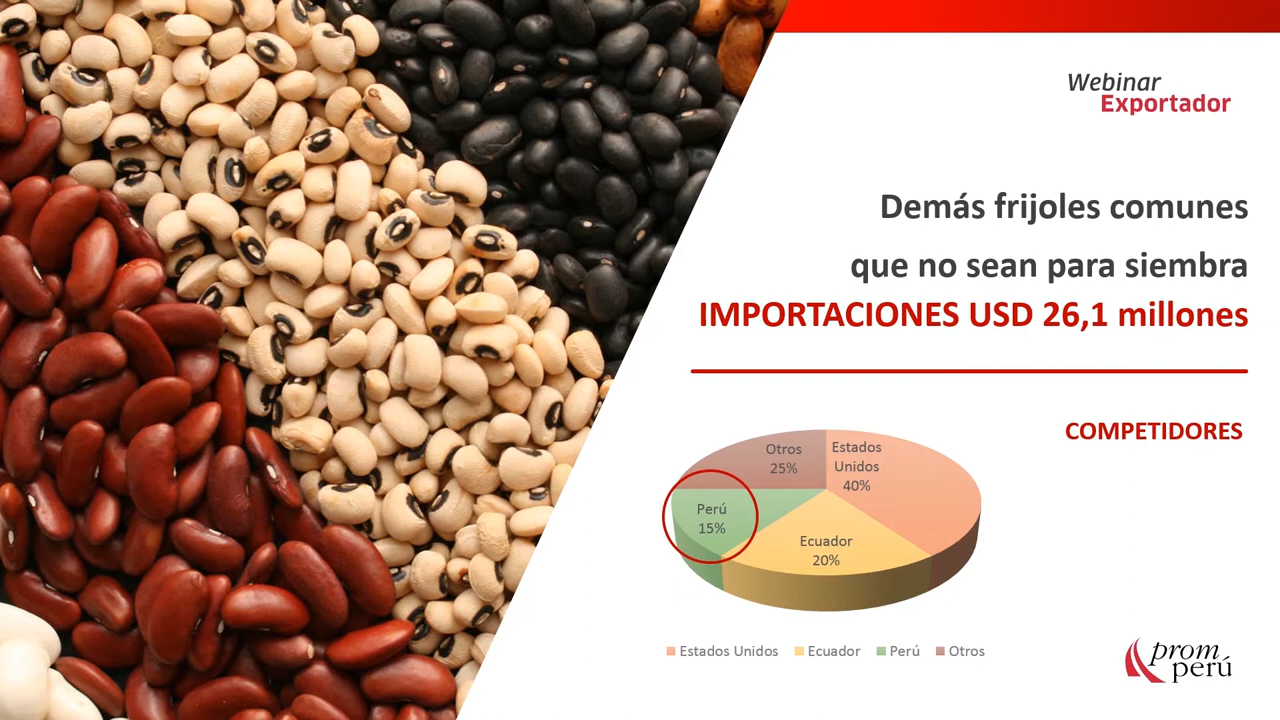 Webinar
Exportador
Demás frijoles comunes
que no sean para siembra
IMPORTACIONES USD 26,1 millones
COMPETIDORES
Otros
25%
Estados
Unidos
40%
Perú
15%
Ecuador
20%
Estados Unidos Ecuador Perú Otros
prom
perú